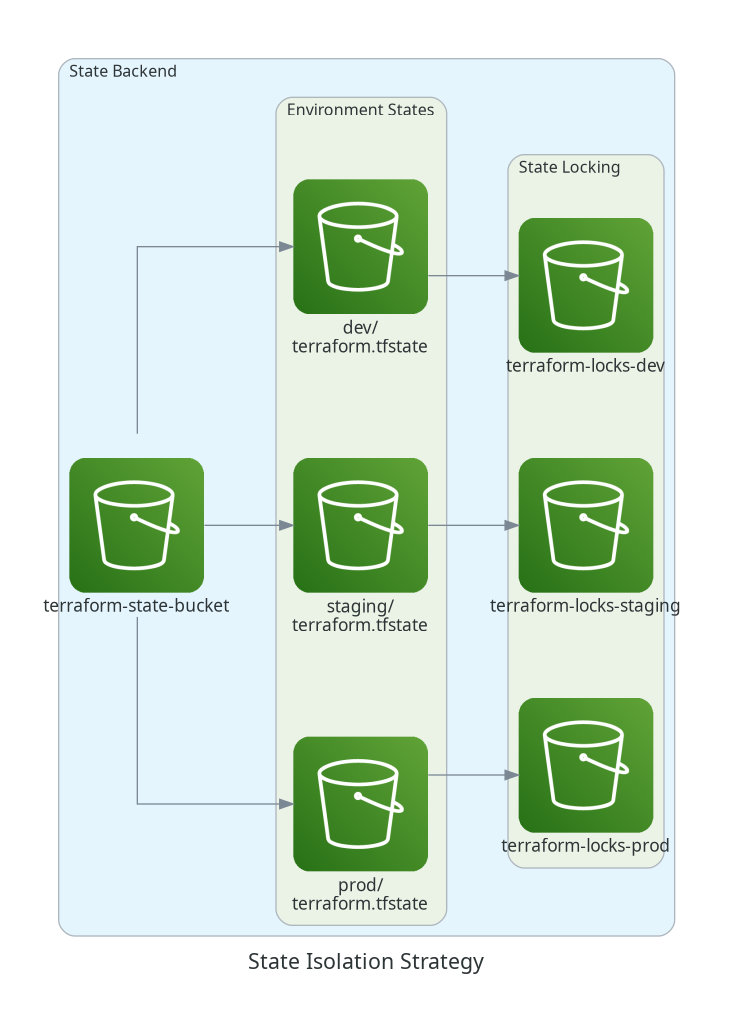 State Backend
Environment States
State Locking
dev/
terraform.tfstate
terraform-locks-dev
terraform-state-bucket
staging/
terraform.tfstate
terraform-locks-staging
prod/
terraform.tfstate
terraform-locks-prod
State Isolation Strategy